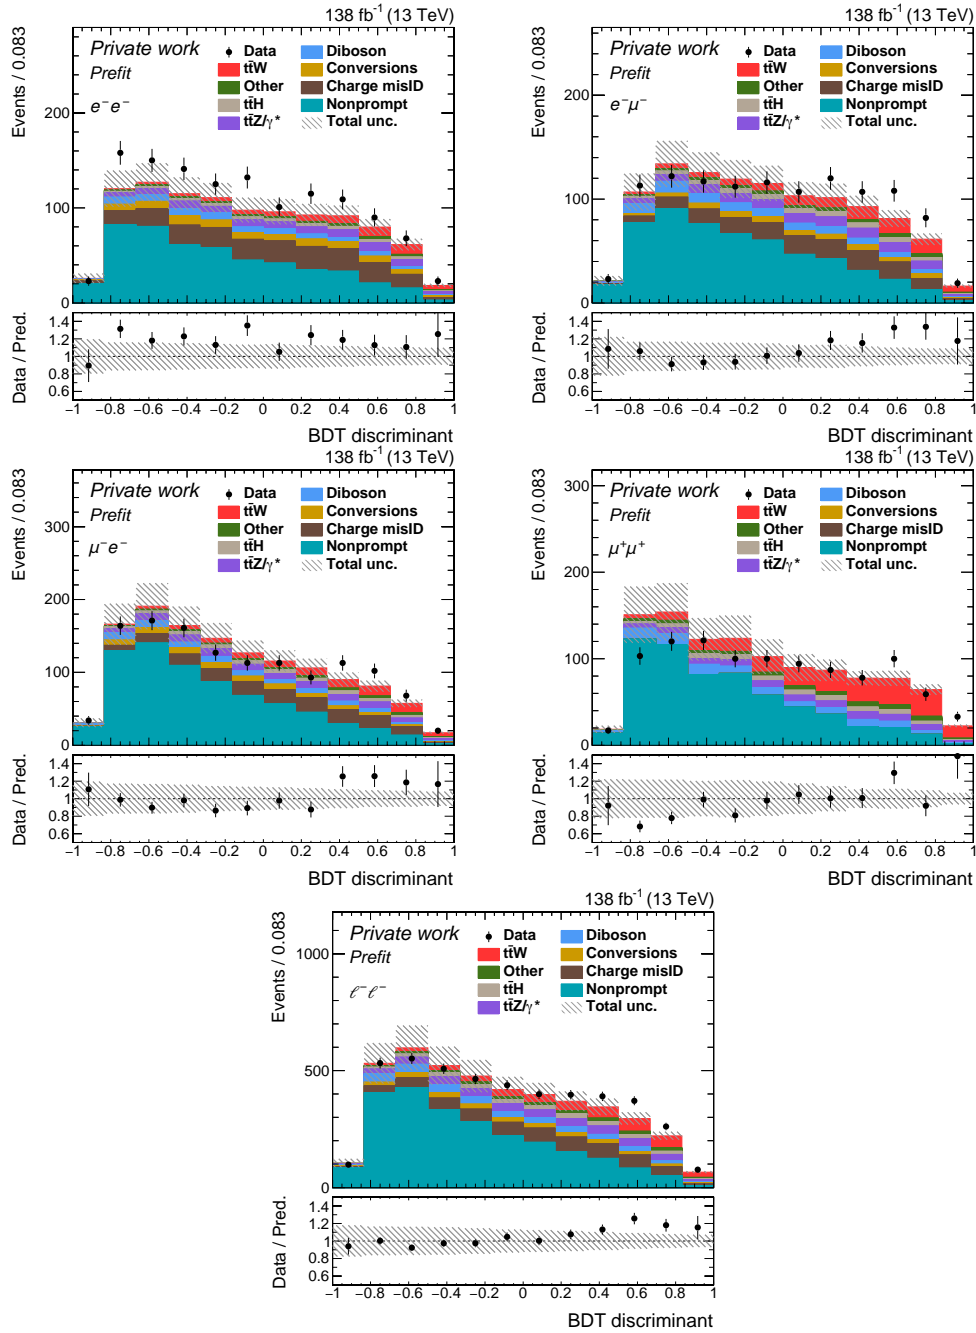 138 fb⁻¹ (13 TeV)
Events / 0.083
Private work
Prefit
e⁻e⁻
Data
tt̄W
Other
tt̄H
tt̄Z/γ*
Diboson
Conversions
Charge misID
Nonprompt
Total unc.
200
100
0
Data / Pred.
1.4
1.2
1
0.8
0.6
−1 −0.8 −0.6 −0.4 −0.2 0 0.2 0.4 0.6 0.8 1
BDT discriminant
138 fb⁻¹ (13 TeV)
Events / 0.083
Private work
Prefit
e⁻μ⁻
Data
tt̄W
Other
tt̄H
tt̄Z/γ*
Diboson
Conversions
Charge misID
Nonprompt
Total unc.
200
100
0
Data / Pred.
1.4
1.2
1
0.8
0.6
−1 −0.8 −0.6 −0.4 −0.2 0 0.2 0.4 0.6 0.8 1
BDT discriminant
138 fb⁻¹ (13 TeV)
Events / 0.083
Private work
Prefit
μ⁻e⁻
Data
tt̄W
Other
tt̄H
tt̄Z/γ*
Diboson
Conversions
Charge misID
Nonprompt
Total unc.
300
200
100
0
Data / Pred.
1.4
1.2
1
0.8
0.6
−1 −0.8 −0.6 −0.4 −0.2 0 0.2 0.4 0.6 0.8 1
BDT discriminant
138 fb⁻¹ (13 TeV)
Events / 0.083
Private work
Prefit
μ⁺μ⁺
Data
tt̄W
Other
tt̄H
tt̄Z/γ*
Diboson
Conversions
Charge misID
Nonprompt
Total unc.
300
200
100
0
Data / Pred.
1.4
1.2
1
0.8
0.6
−1 −0.8 −0.6 −0.4 −0.2 0 0.2 0.4 0.6 0.8 1
BDT discriminant
138 fb⁻¹ (13 TeV)
Events / 0.083
Private work
Prefit
ℓ⁻ℓ⁻
Data
tt̄W
Other
tt̄H
tt̄Z/γ*
Diboson
Conversions
Charge misID
Nonprompt
Total unc.
1000
500
0
Data / Pred.
1.4
1.2
1
0.8
0.6
−1 −0.8 −0.6 −0.4 −0.2 0 0.2 0.4 0.6 0.8 1
BDT discriminant